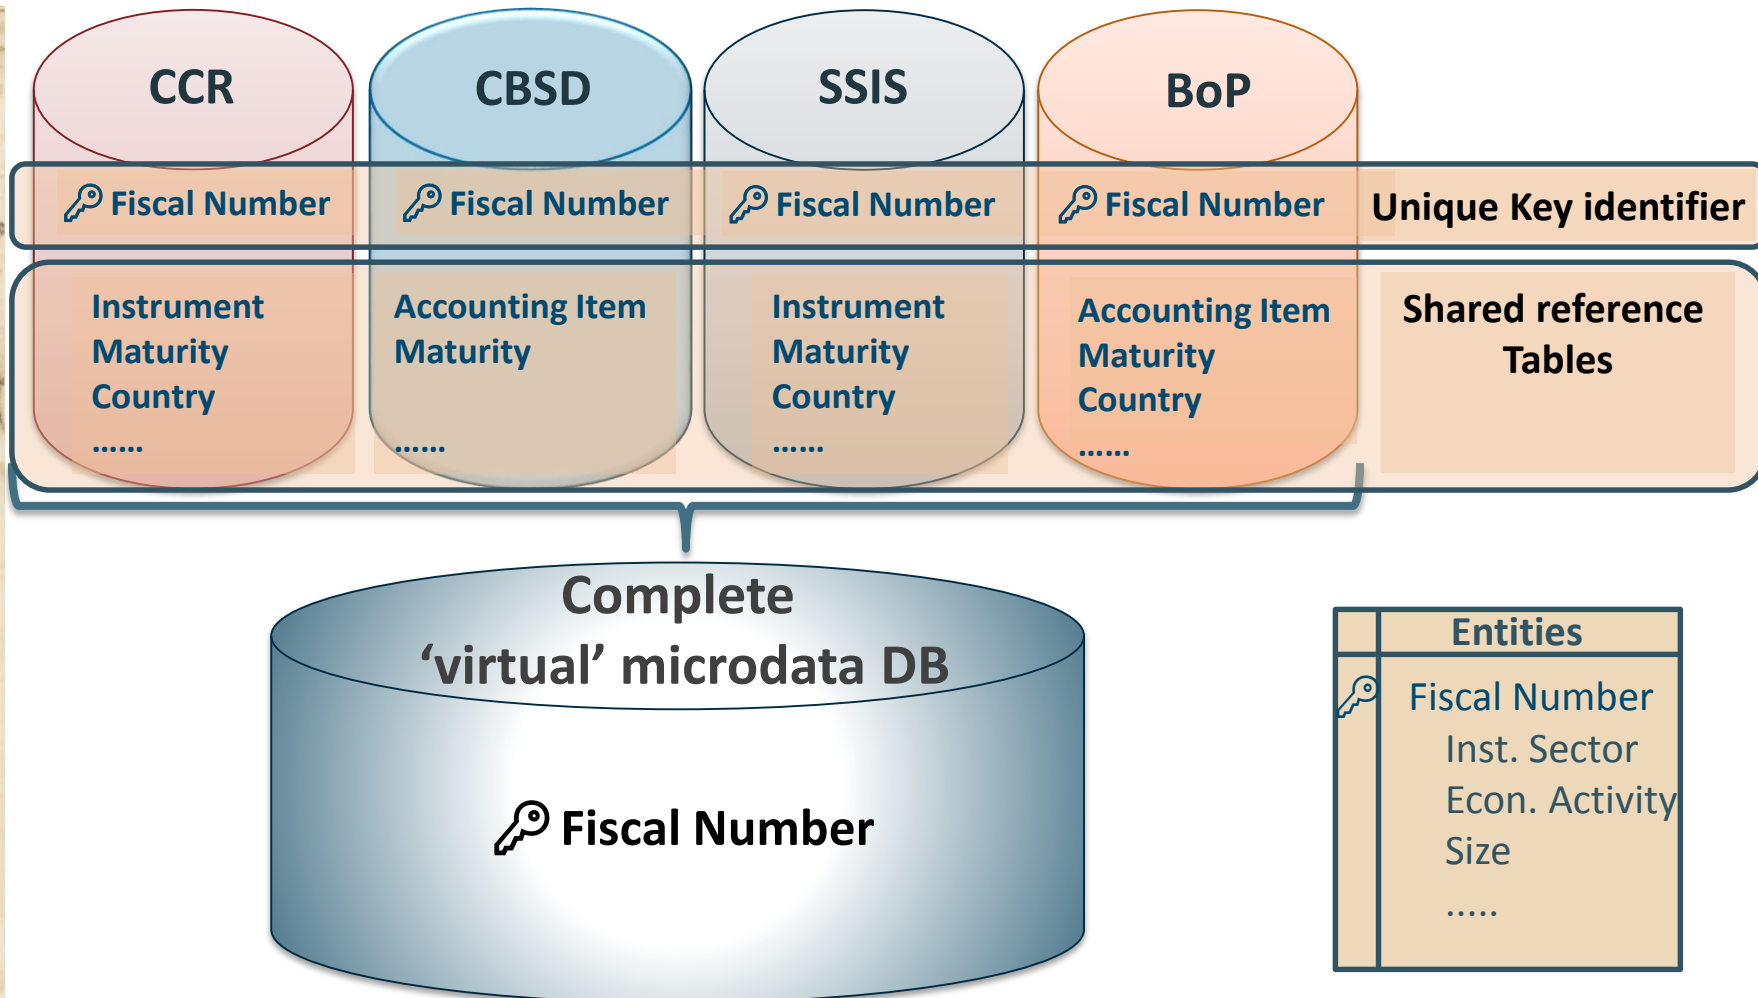 CCR
CBSD
SSIS
BoP
Fiscal Number
Fiscal Number
Fiscal Number
Fiscal Number
Unique Key identifier
Instrument
Maturity
Country
......
Accounting Item
Maturity
......
Instrument
Maturity
Country
......
Accounting Item
Maturity
Country
......
Shared reference
Tables
Complete
‘virtual’ microdata DB
Fiscal Number
Entities
Fiscal Number
Inst. Sector
Econ. Activity
Size
.....